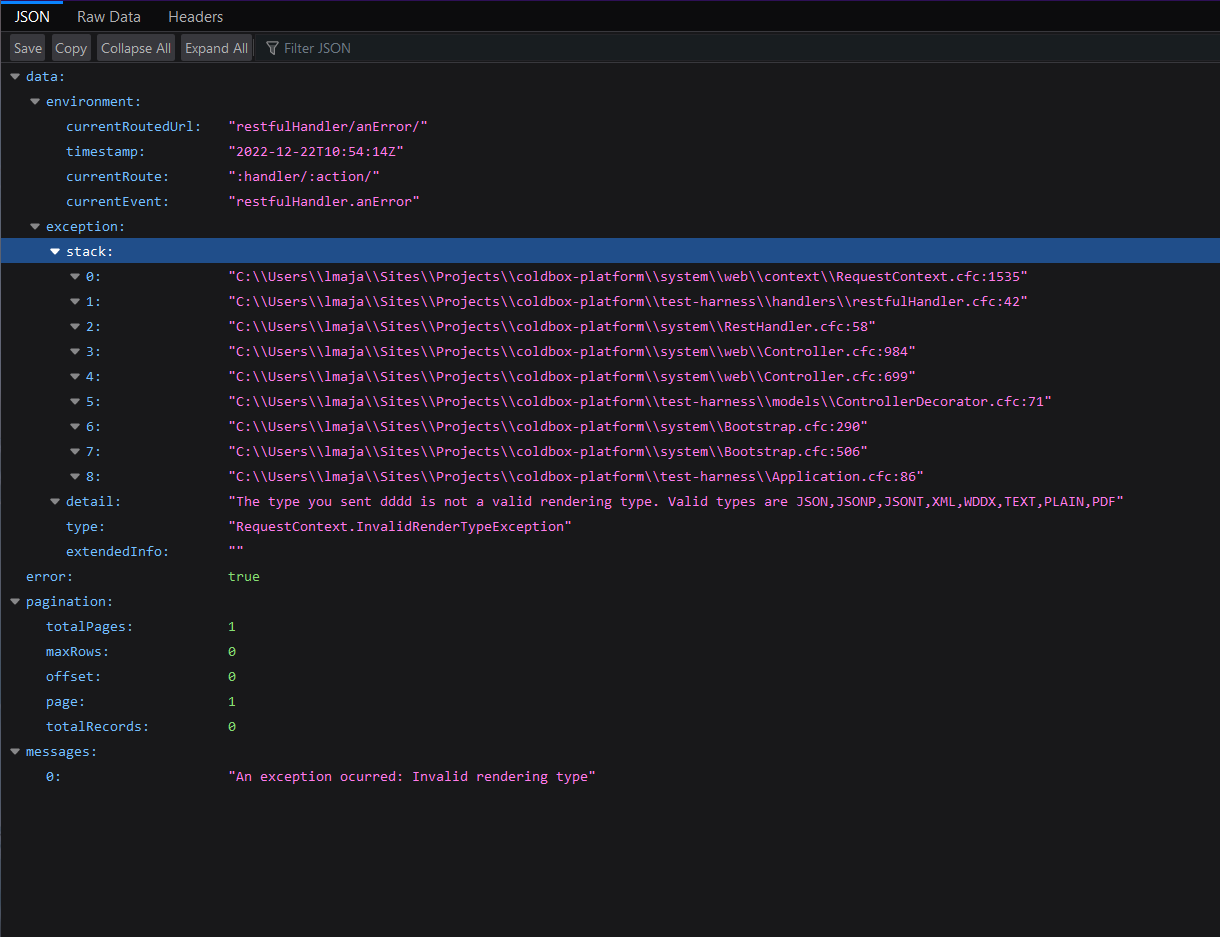 JSON Raw Data Headers
Save Copy Collapse All Expand All Filter JSON
data:
environment:
currentRoutedUrl: "restfulHandler/anError/"
timestamp: "2022-12-22T10:54:14Z"
currentRoute: ":handler/:action/"
currentEvent: "restfulHandler.anError"
exception:
stack:
0: "C:\\Users\\lmaja\\Sites\\Projects\\coldbox-platform\\system\\web\\context\\RequestContext.cfc:1535"
1: "C:\\Users\\lmaja\\Sites\\Projects\\coldbox-platform\\test-harness\\handlers\\restfulHandler.cfc:42"
2: "C:\\Users\\lmaja\\Sites\\Projects\\coldbox-platform\\system\\RestHandler.cfc:58"
3: "C:\\Users\\lmaja\\Sites\\Projects\\coldbox-platform\\system\\web\\Controller.cfc:984"
4: "C:\\Users\\lmaja\\Sites\\Projects\\coldbox-platform\\system\\web\\Controller.cfc:699"
5: "C:\\Users\\lmaja\\Sites\\Projects\\coldbox-platform\\test-harness\\models\\ControllerDecorator.cfc:71"
6: "C:\\Users\\lmaja\\Sites\\Projects\\coldbox-platform\\system\\Bootstrap.cfc:290"
7: "C:\\Users\\lmaja\\Sites\\Projects\\coldbox-platform\\system\\Bootstrap.cfc:506"
8: "C:\\Users\\lmaja\\Sites\\Projects\\coldbox-platform\\test-harness\\Application.cfc:86"
detail: "The type you sent dddd is not a valid rendering type. Valid types are JSON,JSONP,JSONT,XML,WDDX,TEXT,PLAIN,PDF"
type: "RequestContext.InvalidRenderTypeException"
extendedInfo: ""
error: true
pagination:
totalPages: 1
maxRows: 0
offset: 0
page: 1
totalRecords: 0
messages:
0: "An exception ocurred: Invalid rendering type"